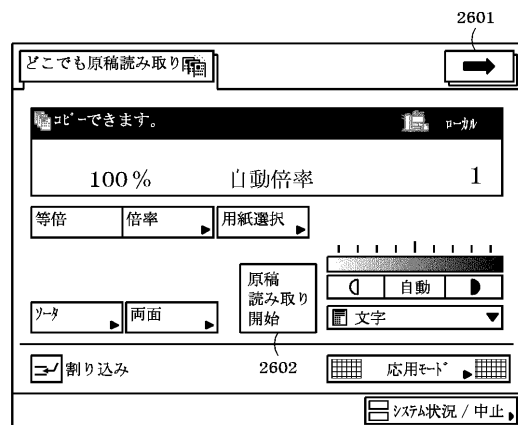 2601
どこでも原稿読み取り
コピーできます。
ローカル
100% 自動倍率 1
等倍 倍率 用紙選択
原稿
読み取り
開始
自動
ソータ 両面
文字
割り込み
2602
応用モード
システム状況 / 中止